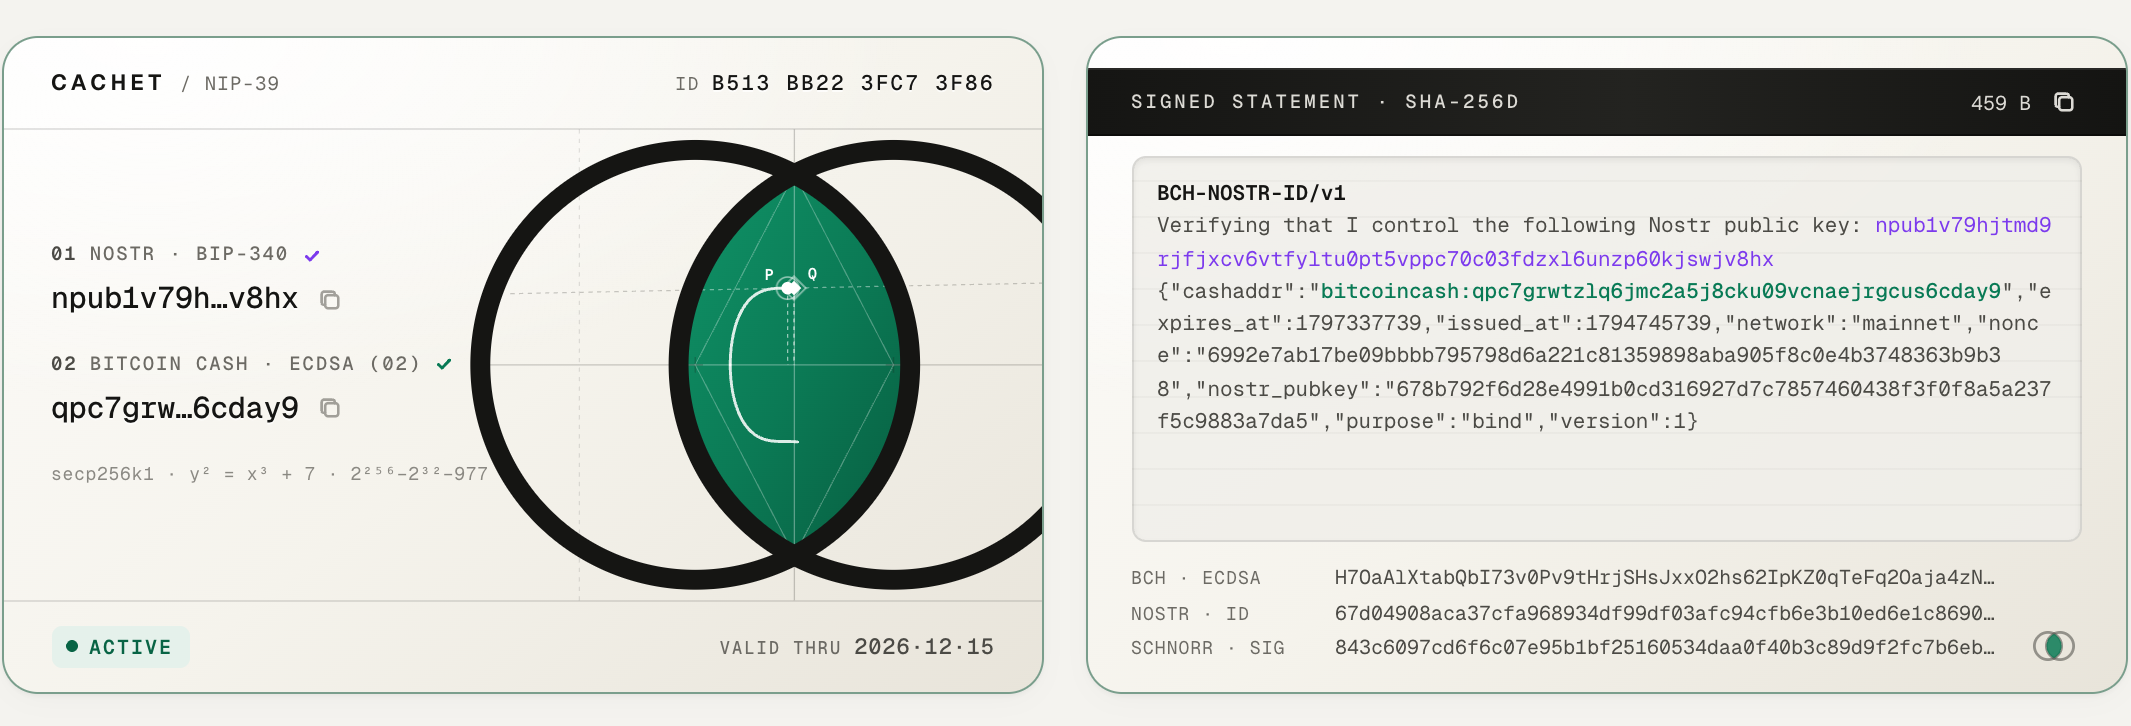 CACHET / NIP-39
ID B513 BB22 3FC7 3F86
01 NOSTR · BIP-340
npub1v79h…v8hx
02 BITCOIN CASH · ECDSA (02)
qpc7grw…6cday9
secp256k1 · y² = x³ + 7 · 2²⁵⁶−2³²−977
P Q
ACTIVE
VALID THRU 2026·12·15
SIGNED STATEMENT · SHA-256D
459 B
BCH-NOSTR-ID/v1
Verifying that I control the following Nostr public key: npub1v79hjtmd9
rjfjxcv6vtfyltu0pt5vppc70c03fdzxl6unzp60kjswjv8hx
{"cashaddr":"bitcoincash:qpc7grwtzlq6jmc2a5j8cku09vcnaejrgcus6cday9","e
xpires_at":1797337739,"issued_at":1794745739,"network":"mainnet","nonc
e":"6992e7ab17be09bbbb795798d6a221c81359898aba905f8c0e4b3748363b9b3
8","nostr_pubkey":"678b792f6d28e4991b0cd316927d7c7857460438f3f0f8a5a237
f5c9883a7da5","purpose":"bind","version":1}
BCH · ECDSA H7OaAlXtabQbI73v0Pv9tHrjSHsJxxO2hs62IpKZ0qTeFq2Oaja4zN…
NOSTR · ID 67d04908aca37cfa968934df99df03afc94cfb6e3b10ed6e1c8690…
SCHNORR · SIG 843c6097cd6f6c07e95b1bf25160534daa0f40b3c89d9f2fc7b6eb…